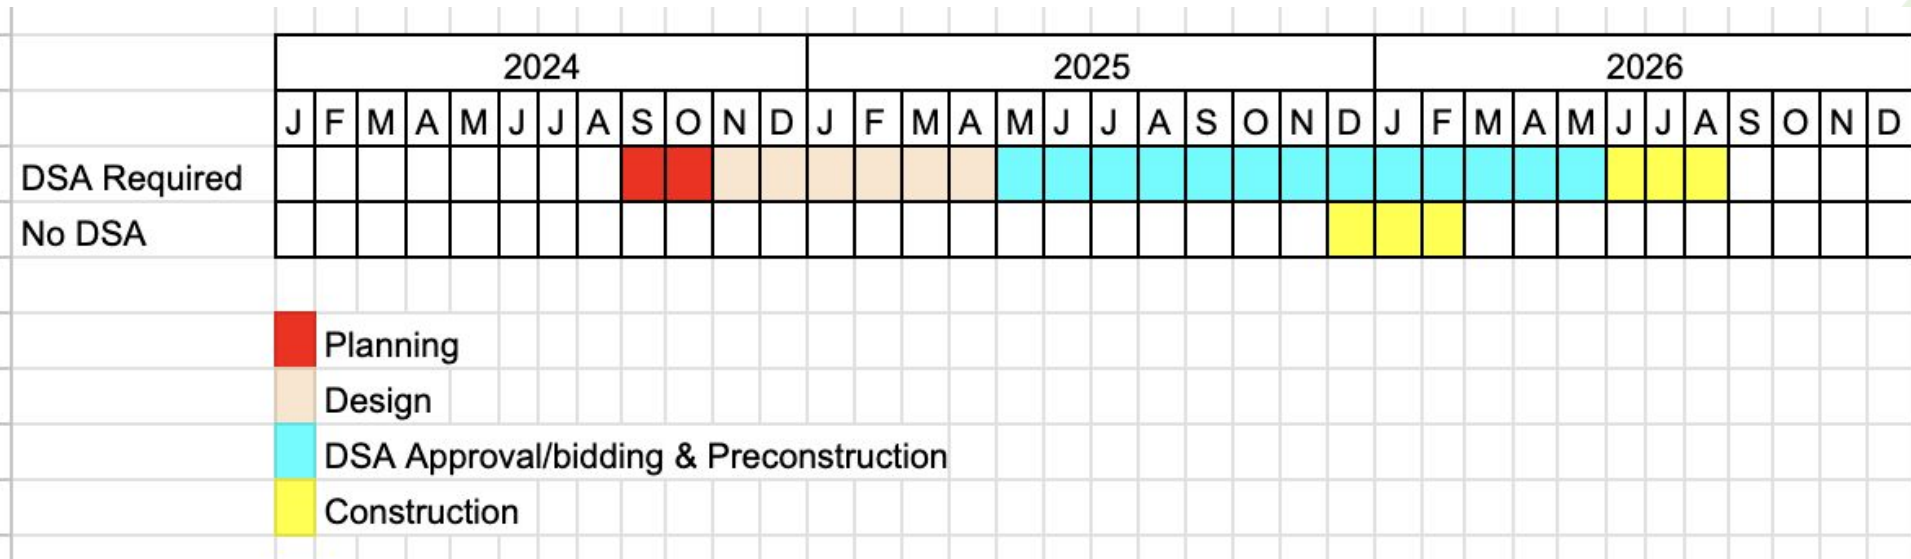 2024 2025 2026
J F M A M J J A S O N D J F M A M J J A S O N D J F M A M J J A S O N D
DSA Required
No DSA
Planning
Design
DSA Approval/bidding & Preconstruction
Construction